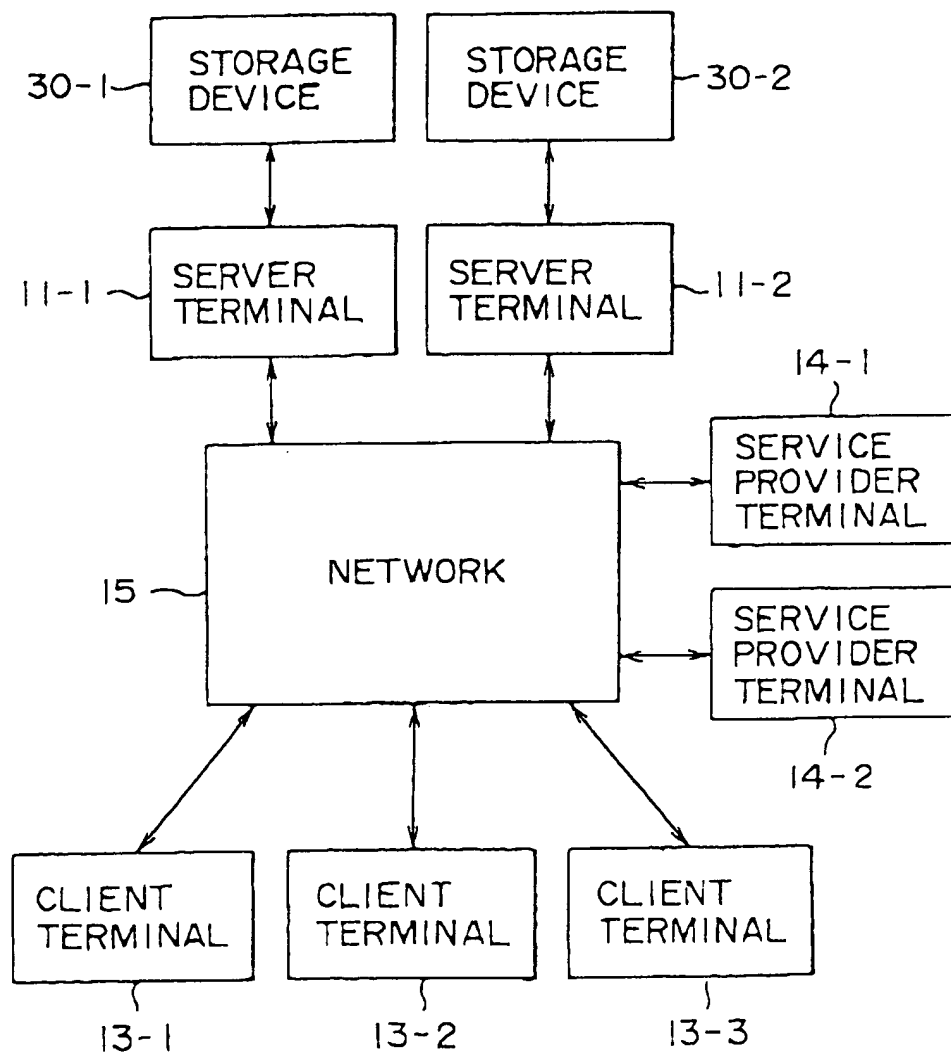 30-1
STORAGE
DEVICE
STORAGE
DEVICE
30-2
11-1
SERVER
TERMINAL
SERVER
TERMINAL
11-2
14-1
SERVICE
PROVIDER
TERMINAL
15
NETWORK
SERVICE
PROVIDER
TERMINAL
14-2
CLIENT
TERMINAL
CLIENT
TERMINAL
CLIENT
TERMINAL
13-1
13-2
13-3